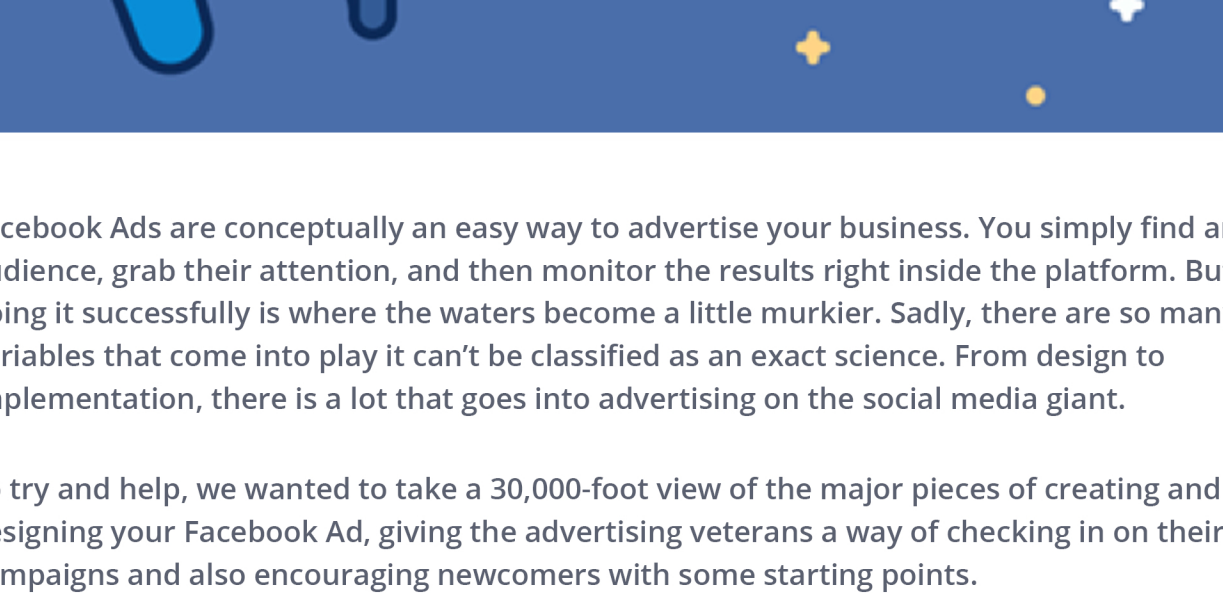 cebook Ads are conceptually an easy way to advertise your business. You simply find
dience, grab their attention, and then monitor the results right inside the platform. Bu
ing it successfully is where the waters become a little murkier. Sadly, there are so man
riables that come into play it can’t be classified as an exact science. From design to
plementation, there is a lot that goes into advertising on the social media giant.
try and help, we wanted to take a 30,000-foot view of the major pieces of creating and
signing your Facebook Ad, giving the advertising veterans a way of checking in on their
mpaigns and also encouraging newcomers with some starting points.